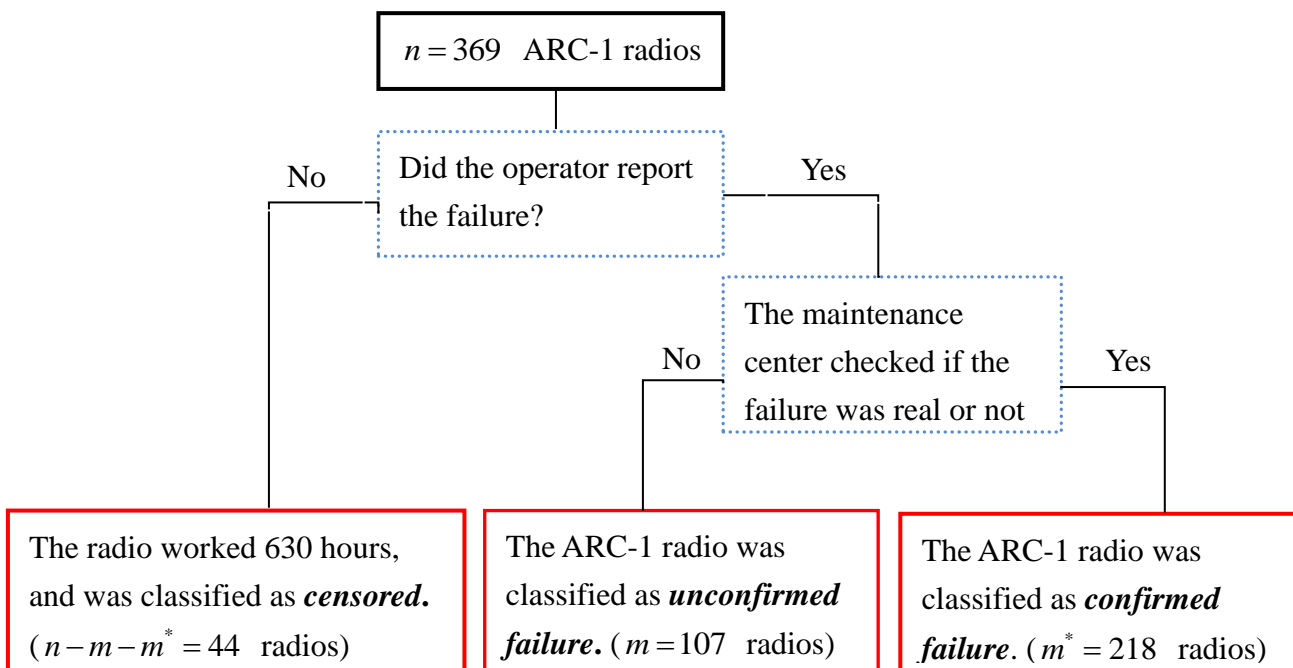 n = 369 ARC-1 radios
Did the operator report
the failure?
No
Yes
The maintenance
center checked if the
failure was real or not
No
Yes
The radio worked 630 hours,
and was classified as censored.
(n − m − m* = 44 radios)
The ARC-1 radio was
classified as unconfirmed
failure. (m = 107 radios)
The ARC-1 radio was
classified as confirmed
failure. (m* = 218 radios)